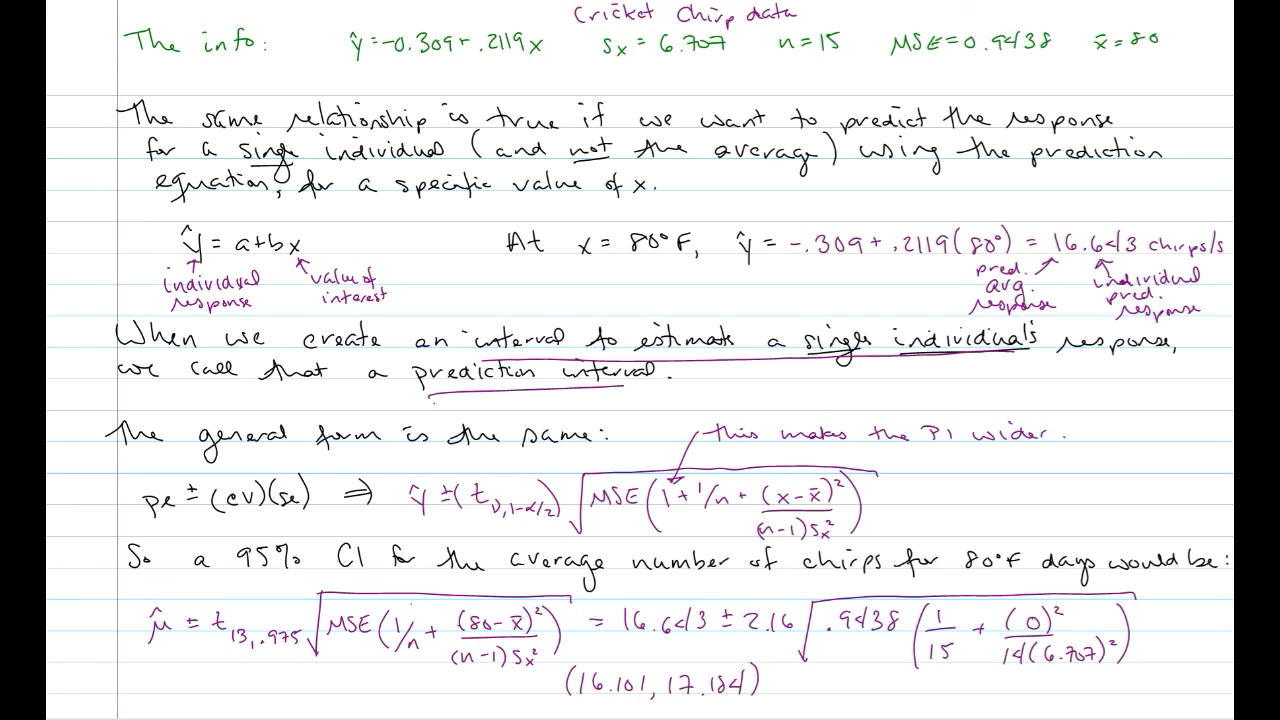 Cricket Chirp data
The info: ŷ = -0.309 + .2119x sₓ = 6.707 n = 15 MSE = 0.9438 x̄ = 80
The same relationship is true if we want to predict the response
for a single individual (and not the average) using the prediction
equation, for a specific value of x.
Ŷ = a+bx At x = 80°F, ŷ = -.309 + .2119(80°) = 16.643 chirps/s
individual response value of interest pred. avg. response individual pred. response
When we create an interval to estimate a single individual's response,
we call that a prediction interval.
The general form is the same: this makes the PI wider.
pe ± (cv)(se) ⇒ ŷ ± (t_{ν,1-α/2}) √(MSE(1 + 1/n + (x-x̄)²/((n-1)sₓ²)))
So a 95% CI for the average number of chirps for 80°F days would be:
μ̂ ± t_{13,.975} √(MSE(1/n + (80-x̄)²/((n-1)sₓ²))) = 16.643 ± 2.16 √(.9438(1/15 + (0)²/(14(6.707)²)))
(16.101, 17.184)